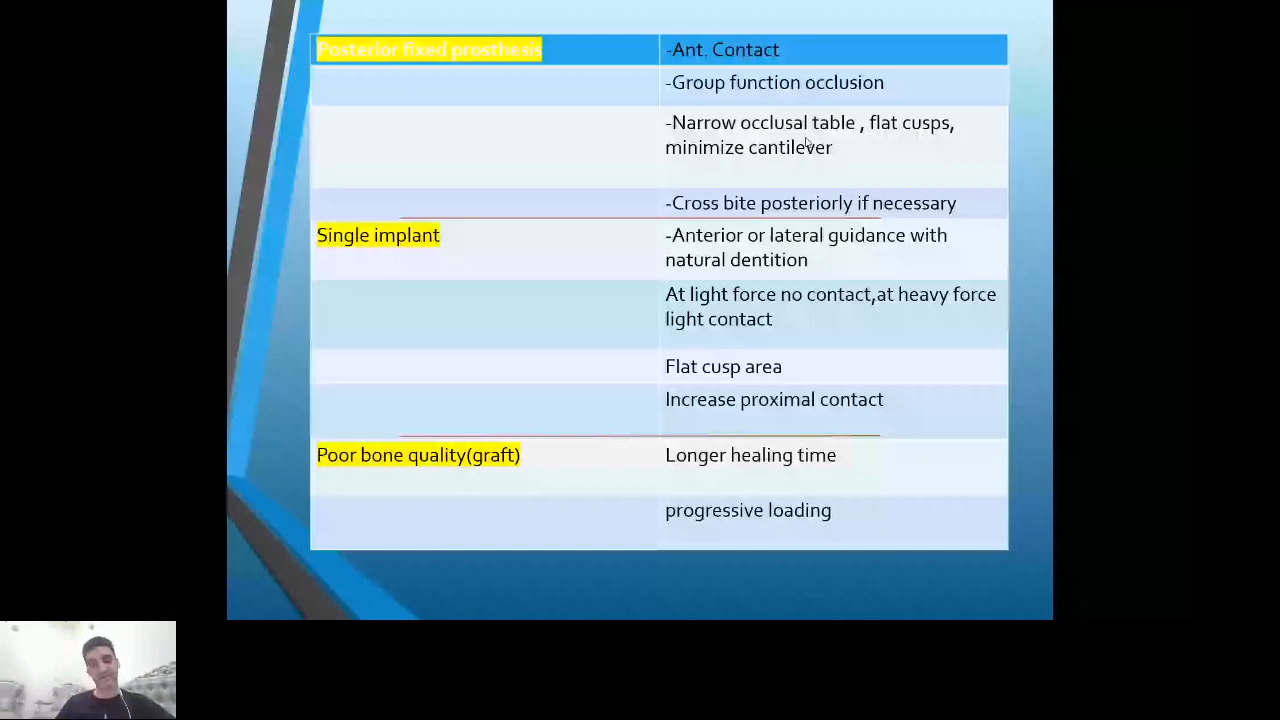 Posterior fixed prosthesis
-Ant. Contact
-Group function occlusion
-Narrow occlusal table , flat cusps,
minimize cantilever
-Cross bite posteriorly if necessary
Single implant
-Anterior or lateral guidance with
natural dentition
At light force no contact,at heavy force
light contact
Flat cusp area
Increase proximal contact
Poor bone quality(graft)
Longer healing time
progressive loading